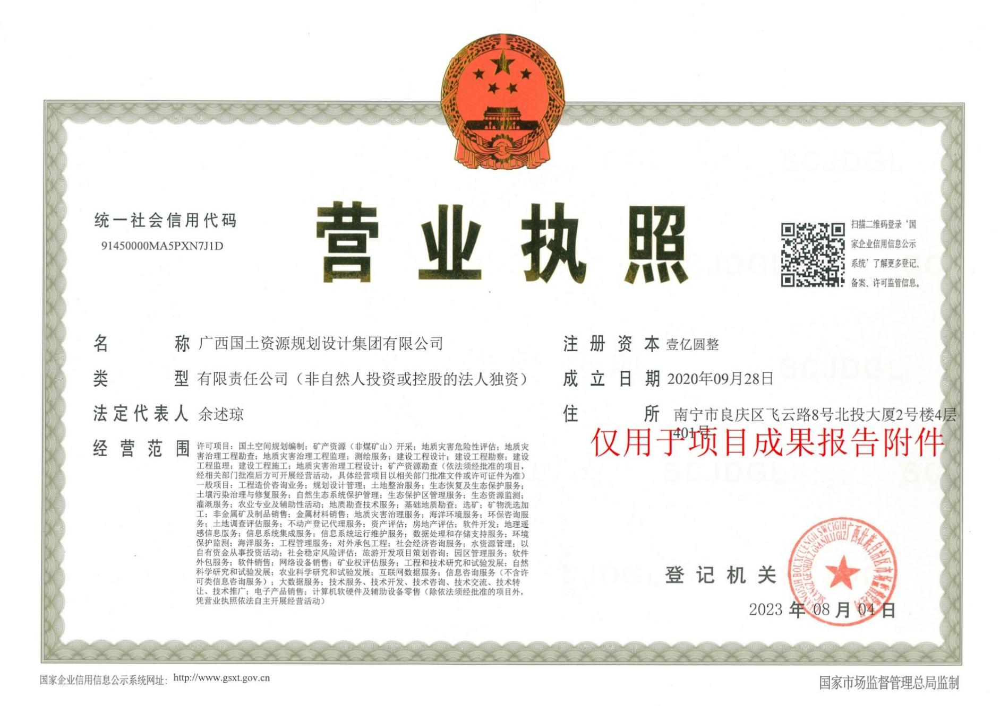 统一社会信用代码
91450000MA5PXN7J1D
营业执照
扫描二维码登录‘国
家企业信用信息公示
系统’了解更多登记、
备案、许可监管信息。
名称 广西国土资源规划设计集团有限公司
类型 有限责任公司（非自然人投资或控股的法人独资）
法定代表人 余述琼
经营范围 许可项目：国土空间规划编制；矿产资源（非煤矿山）开采；地质灾害危险性评估；地质灾
害治理工程勘查；地质灾害治理工程监理；测绘服务；建设工程设计；建设工程勘察；建设
工程监理；建设工程施工；地质灾害治理工程设计；矿产资源勘查（依法须经批准的项目，
经相关部门批准后方可开展经营活动，具体经营项目以相关部门批准文件或许可证件为准）
一般项目：工程造价咨询业务；规划设计管理；土地整治服务；生态恢复及生态保护服务；
土壤污染治理与修复服务；自然生态系统保护管理；生态保护区管理服务；生态资源监测；
灌溉服务；农业专业及辅助性活动；地质勘查技术服务；基础地质勘查；选矿；矿物洗选加
工；非金属矿及制品销售；金属材料销售；地质灾害治理服务；海洋环境服务；环保咨询服
务；土地调查评估服务；不动产登记代理服务；资产评估；房地产评估；软件开发；地理遥
感信息服务；信息系统集成服务；信息系统运行维护服务；数据处理和存储支持服务；环境
保护监测；海洋服务；工程管理服务；对外承包工程；社会经济咨询服务；水资源管理；以
自有资金从事投资活动；社会稳定风险评估；旅游开发项目策划咨询；园区管理服务；软件
外包服务；软件销售；网络设备销售；矿业权评估服务；工程和技术研究和试验发展；自然
科学研究和试验发展；农业科学研究和试验发展；互联网数据服务；信息咨询服务（不含许
可类信息咨询服务）；大数据服务；技术服务、技术开发、技术咨询、技术交流、技术转
让、技术推广；电子产品销售；计算机软硬件及辅助设备零售（除依法须经批准的项目外，
凭营业执照依法自主开展经营活动）
注册资本 壹亿圆整
成立日期 2020年09月28日
住所 南宁市良庆区飞云路8号北投大厦2号楼4层
401号
仅用于项目成果报告附件
登记机关
2023年08月04日
国家企业信用信息公示系统网址：http://www.gsxt.gov.cn
国家市场监督管理总局监制